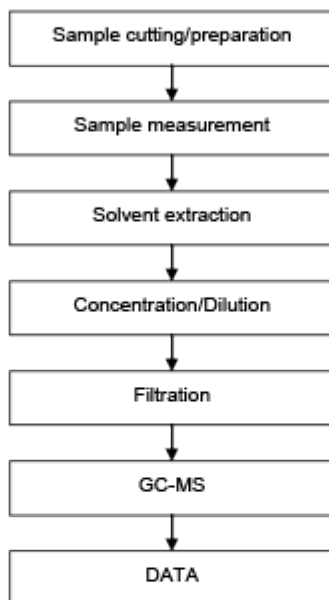 Sample cutting/preparation
Sample measurement
Solvent extraction
Concentration/Dilution
Filtration
GC-MS
DATA